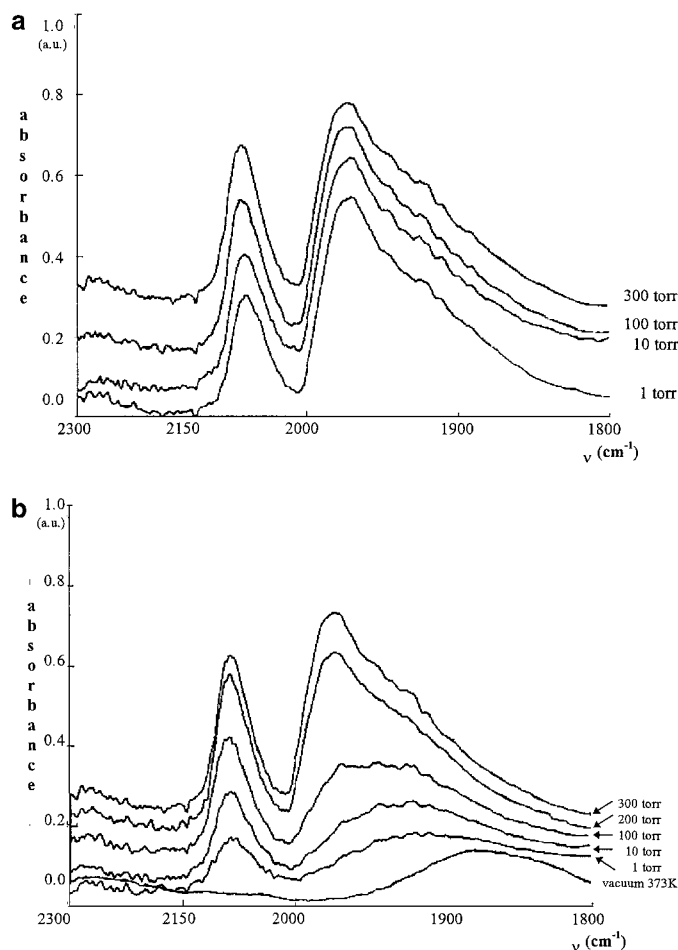 a
1.0
(a.u.)
0.8
0.6
0.4
0.2
0.0
absorbance
300 torr
100 torr
10 torr
1 torr
2300
2150
2000
1900
1800
ν (cm⁻¹)
b
1.0
(a.u.)
0.8
0.6
0.4
0.2
0.0
absorbance
300 torr
200 torr
100 torr
10 torr
1 torr
vacuum 373K
2300
2150
2000
1900
1800
ν (cm⁻¹)